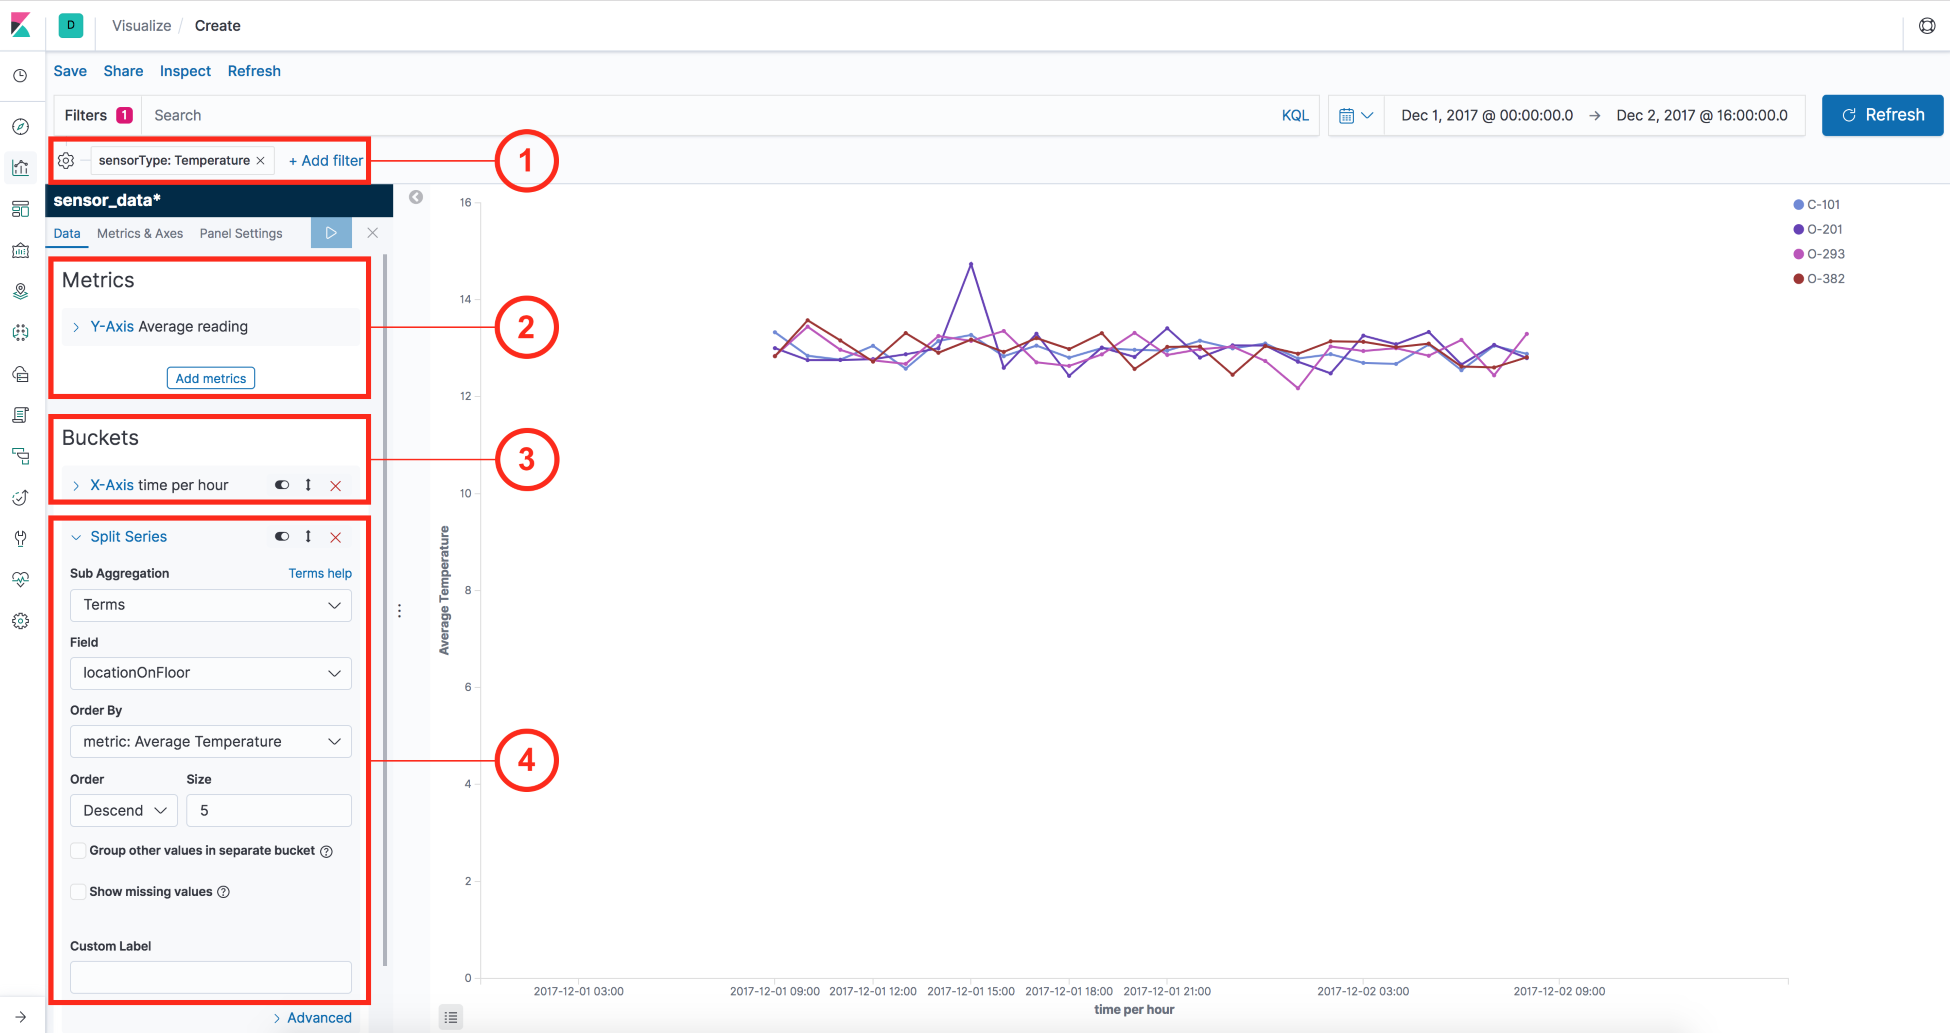 D
Visualize / Create
Save Share Inspect Refresh
Filters 1 Search KQL
Dec 1, 2017 @ 00:00:00.0 → Dec 2, 2017 @ 16:00:00.0
Refresh
sensorType: Temperature × + Add filter
1
sensor_data*
Data Metrics & Axes Panel Settings
Metrics
Y-Axis Average reading
2
Add metrics
Buckets
X-Axis time per hour
3
Split Series
Sub Aggregation Terms help
Terms
Field
locationOnFloor
Order By
metric: Average Temperature
4
Order Size
Descend 5
Group other values in separate bucket
Show missing values
Custom Label
Advanced
16
14
12
10
8
6
4
2
0
Average Temperature
2017-12-01 03:00 2017-12-01 09:00 2017-12-01 12:00 2017-12-01 15:00 2017-12-01 18:00 2017-12-01 21:00 2017-12-02 03:00 2017-12-02 09:00
time per hour
C-101
O-201
O-293
O-382